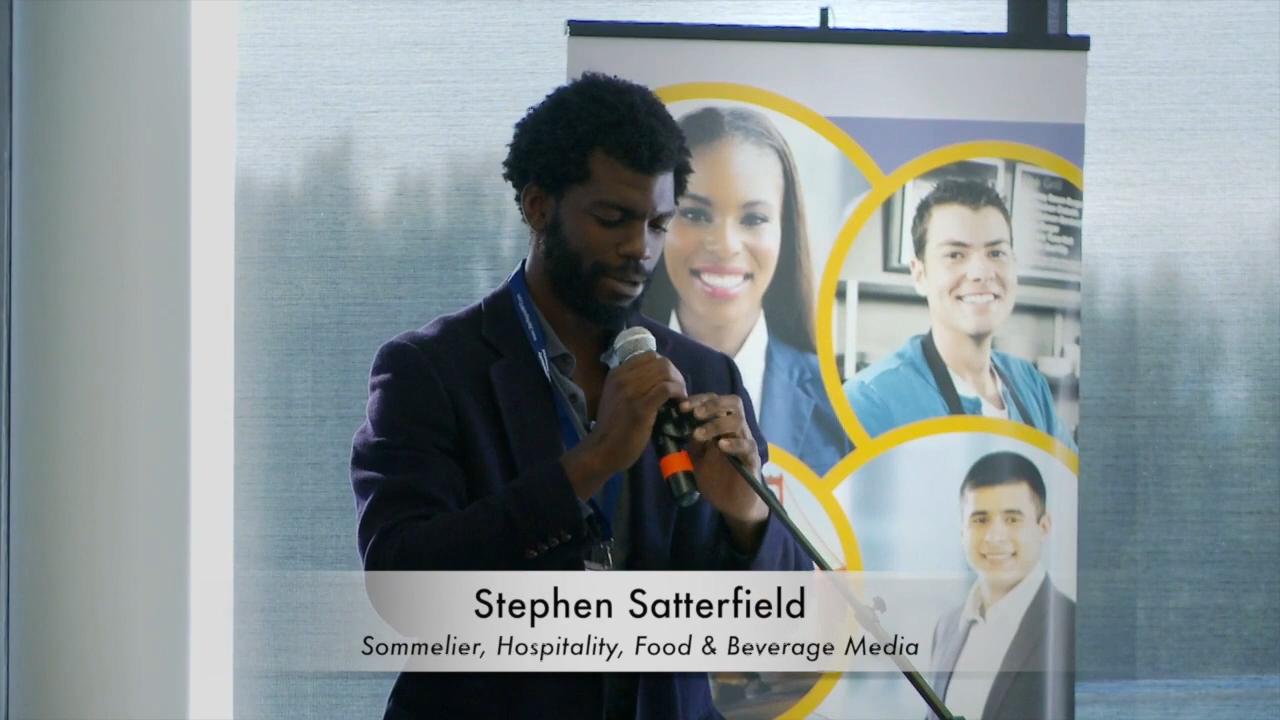 Stephen Satterfield
Sommelier, Hospitality, Food & Beverage Media